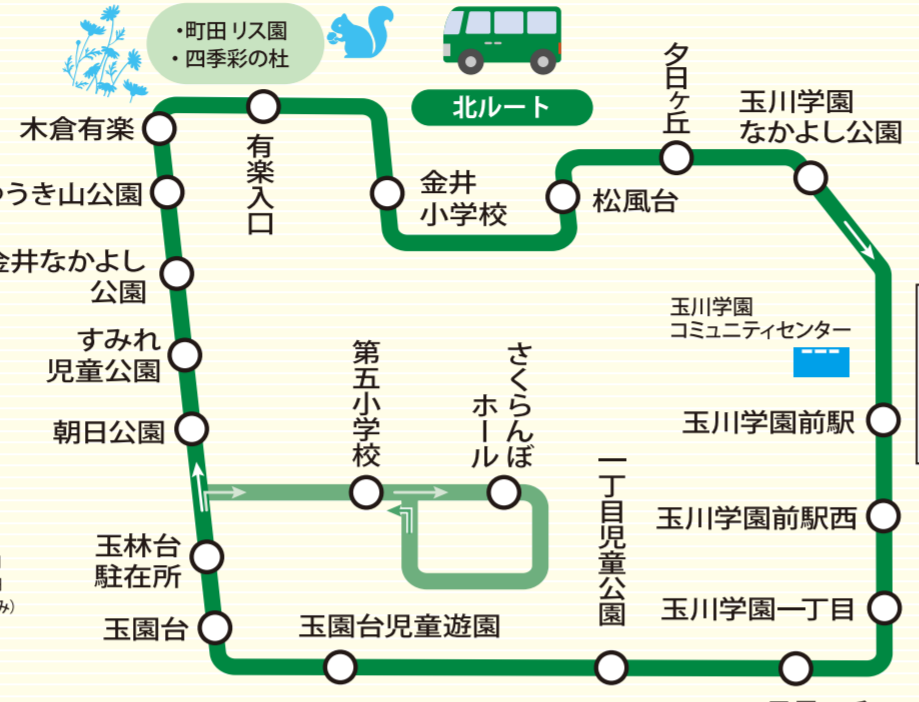 ・町田リス園
・四季彩の杜
北ルート
夕日ヶ丘
玉川学園
なかよし公園
木倉有楽
有楽入口
金井
小学校
松風台
うき山公園
金井なかよし
公園
すみれ
児童公園
朝日公園
第五小学校
さくらんぼ
ホール
玉川学園
コミュニティセンター
玉川学園前駅
玉川学園前駅西
玉川学園一丁目
一丁目児童公園
玉林台
駐在所
玉園台
玉園台児童遊園
み）